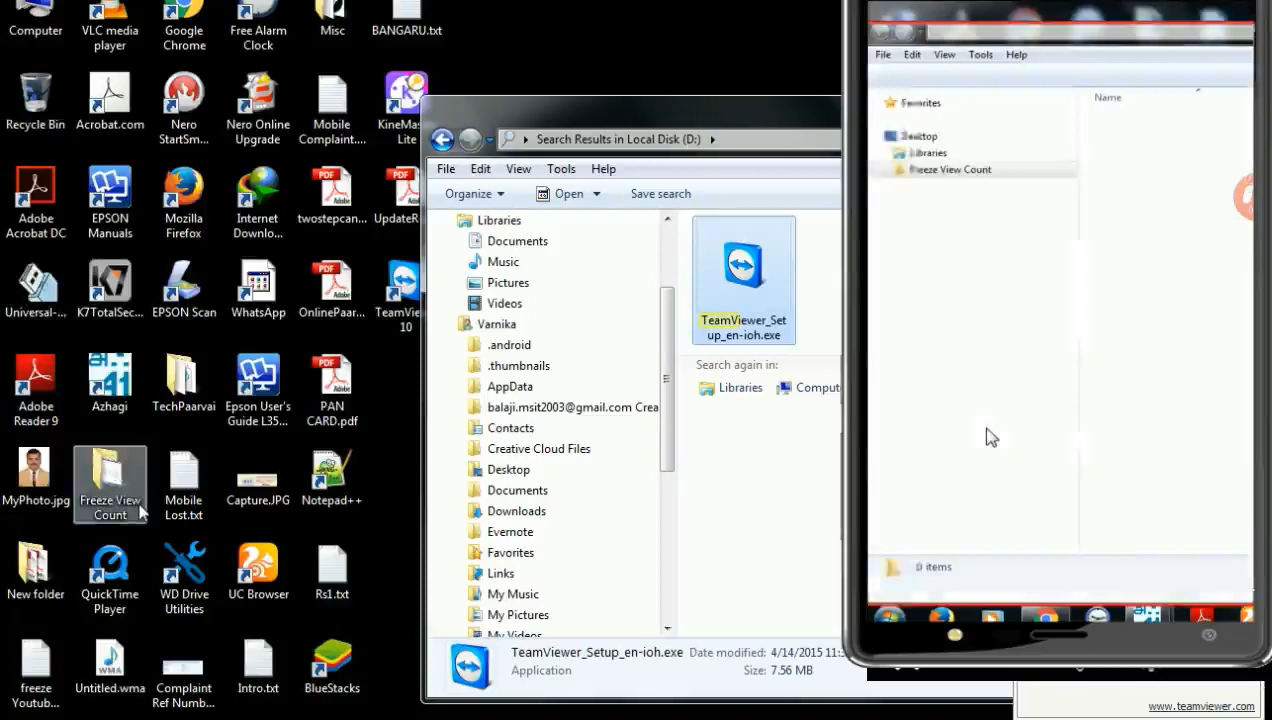 Computer
VLC media
player
Google
Chrome
Free Alarm
Clock
Misc
BANGARU.txt
Recycle Bin
Acrobat.com
Nero
StartSm...
Nero Online
Upgrade
Mobile
Complaint....
KineMas
Lite
Adobe
Acrobat DC
EPSON
Manuals
Mozilla
Firefox
Internet
Downlo...
twostepcan...
UpdateR
Universal-...
K7TotalSec...
EPSON Scan
WhatsApp
OnlinePaar...
TeamVie
10
Adobe
Reader 9
Azhagi
TechPaarvai
Epson User's
Guide L35...
PAN
CARD.pdf
MyPhoto.jpg
Freeze View
Count
Mobile
Lost.txt
Capture.JPG
Notepad++
New folder
QuickTime
Player
WD Drive
Utilities
UC Browser
Rs1.txt
freeze
Youtub...
Untitled.wma
Complaint
Ref Numb...
Intro.txt
BlueStacks
Search Results in Local Disk (D:)
File Edit View Tools Help
Organize Open Save search
Libraries
Documents
Music
Pictures
Videos
Varnika
.android
.thumbnails
AppData
balaji.msit2003@gmail.com Crea
Contacts
Creative Cloud Files
Desktop
Documents
Downloads
Evernote
Favorites
Links
My Music
My Pictures
My Videos
TeamViewer_Set
up_en-ioh.exe
Search again in:
Libraries Comput
TeamViewer_Setup_en-ioh.exe Date modified: 4/14/2015 11:
Application Size: 7.56 MB
File Edit View Tools Help
Favorites
Name
Desktop
Libraries
Freeze View Count
0 items
www.teamviewer.com